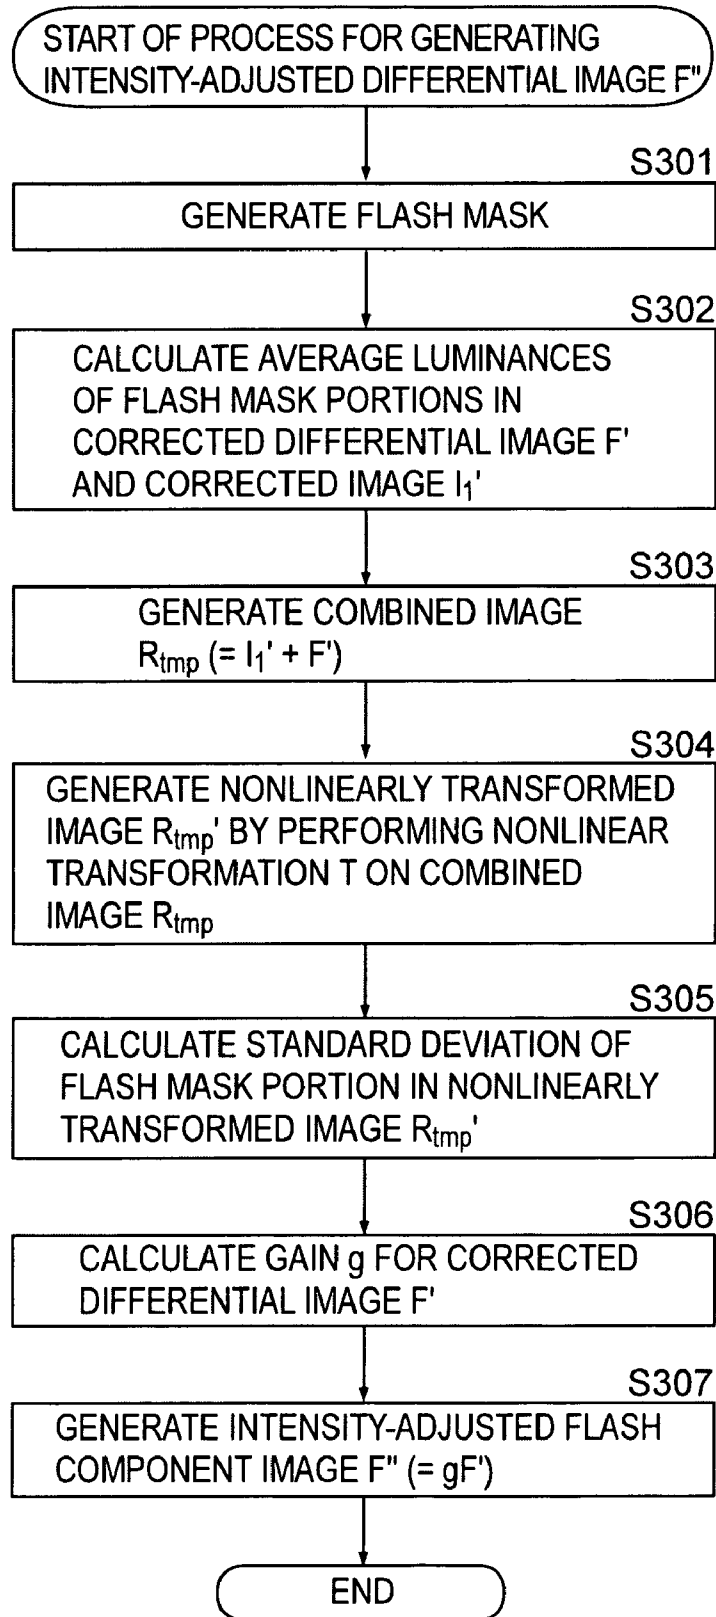 START OF PROCESS FOR GENERATING
INTENSITY-ADJUSTED DIFFERENTIAL IMAGE F"
S301
GENERATE FLASH MASK
S302
CALCULATE AVERAGE LUMINANCES
OF FLASH MASK PORTIONS IN
CORRECTED DIFFERENTIAL IMAGE F'
AND CORRECTED IMAGE I₁'
S303
GENERATE COMBINED IMAGE
Rtmp (= I₁' + F')
S304
GENERATE NONLINEARLY TRANSFORMED
IMAGE Rtmp' BY PERFORMING NONLINEAR
TRANSFORMATION T ON COMBINED
IMAGE Rtmp
S305
CALCULATE STANDARD DEVIATION OF
FLASH MASK PORTION IN NONLINEARLY
TRANSFORMED IMAGE Rtmp'
S306
CALCULATE GAIN g FOR CORRECTED
DIFFERENTIAL IMAGE F'
S307
GENERATE INTENSITY-ADJUSTED FLASH
COMPONENT IMAGE F" (= gF')
END